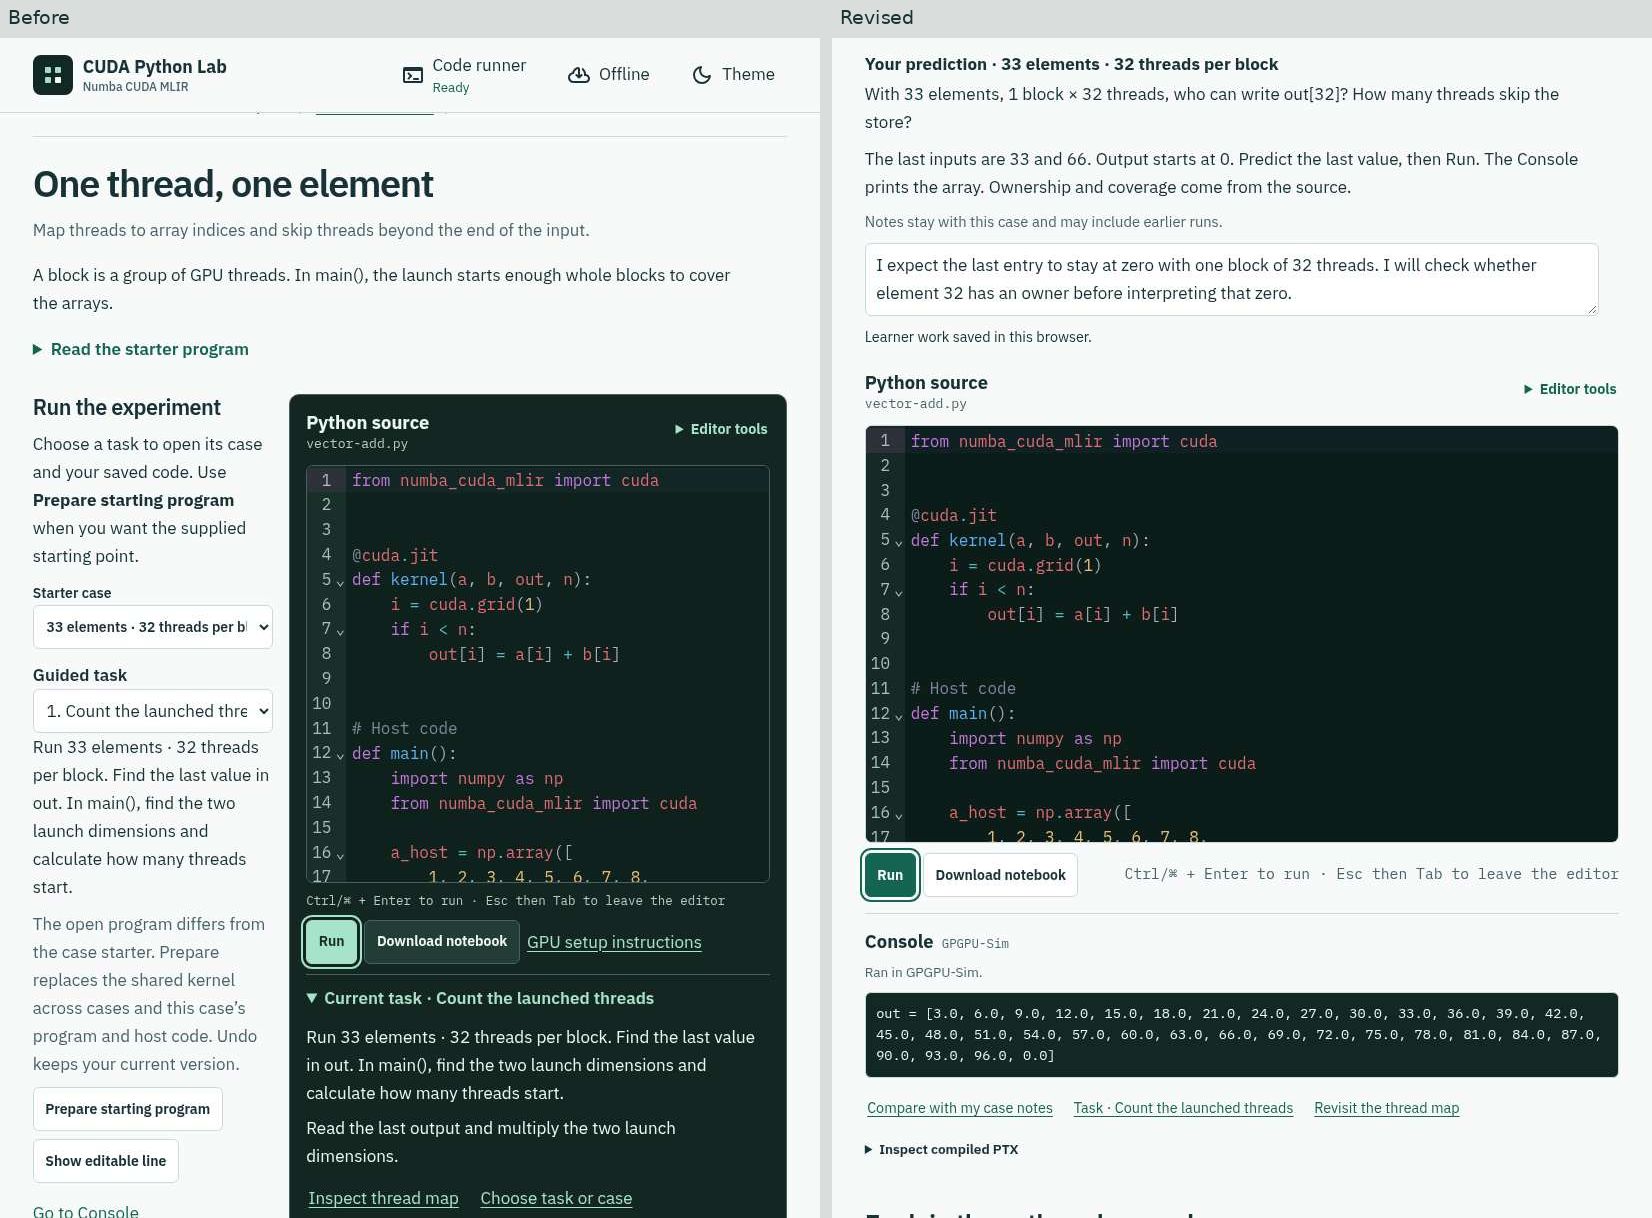 Before
CUDA Python Lab
Numba CUDA MLIR
Code runner
Ready
Offline
Theme
One thread, one element
Map threads to array indices and skip threads beyond the end of the input.
A block is a group of GPU threads. In main(), the launch starts enough whole blocks to cover
the arrays.
Read the starter program
Run the experiment
Choose a task to open its case
and your saved code. Use
Prepare starting program
when you want the supplied
starting point.
Starter case
33 elements · 32 threads per bl
Guided task
1. Count the launched thre
Run 33 elements · 32 threads
per block. Find the last value in
out. In main(), find the two
launch dimensions and
calculate how many threads
start.
The open program differs from
the case starter. Prepare
replaces the shared kernel
across cases and this case’s
program and host code. Undo
keeps your current version.
Prepare starting program
Show editable line
Go to Console
Python source
vector-add.py
Editor tools
1 from numba_cuda_mlir import cuda
2
3
4 @cuda.jit
5 def kernel(a, b, out, n):
6     i = cuda.grid(1)
7     if i < n:
8         out[i] = a[i] + b[i]
9
10
11 # Host code
12 def main():
13     import numpy as np
14     from numba_cuda_mlir import cuda
15
16     a_host = np.array([
17         1, 2, 3, 4, 5, 6, 7, 8,
Ctrl/⌘ + Enter to run · Esc then Tab to leave the editor
Run
Download notebook
GPU setup instructions
Current task · Count the launched threads
Run 33 elements · 32 threads per block. Find the last value
in out. In main(), find the two launch dimensions and
calculate how many threads start.
Read the last output and multiply the two launch
dimensions.
Inspect thread map
Choose task or case
Revised
Your prediction · 33 elements · 32 threads per block
With 33 elements, 1 block × 32 threads, who can write out[32]? How many threads skip the
store?
The last inputs are 33 and 66. Output starts at 0. Predict the last value, then Run. The Console
prints the array. Ownership and coverage come from the source.
Notes stay with this case and may include earlier runs.
I expect the last entry to stay at zero with one block of 32 threads. I will check whether
element 32 has an owner before interpreting that zero.
Learner work saved in this browser.
Python source
vector-add.py
Editor tools
1 from numba_cuda_mlir import cuda
2
3
4 @cuda.jit
5 def kernel(a, b, out, n):
6     i = cuda.grid(1)
7     if i < n:
8         out[i] = a[i] + b[i]
9
10
11 # Host code
12 def main():
13     import numpy as np
14     from numba_cuda_mlir import cuda
15
16     a_host = np.array([
17         1, 2, 3, 4, 5, 6, 7, 8,
Run
Download notebook
Ctrl/⌘ + Enter to run · Esc then Tab to leave the editor
Console GPGPU-Sim
Ran in GPGPU-Sim.
out = [3.0, 6.0, 9.0, 12.0, 15.0, 18.0, 21.0, 24.0, 27.0, 30.0, 33.0, 36.0, 39.0, 42.0,
45.0, 48.0, 51.0, 54.0, 57.0, 60.0, 63.0, 66.0, 69.0, 72.0, 75.0, 78.0, 81.0, 84.0, 87.0,
90.0, 93.0, 96.0, 0.0]
Compare with my case notes
Task · Count the launched threads
Revisit the thread map
Inspect compiled PTX